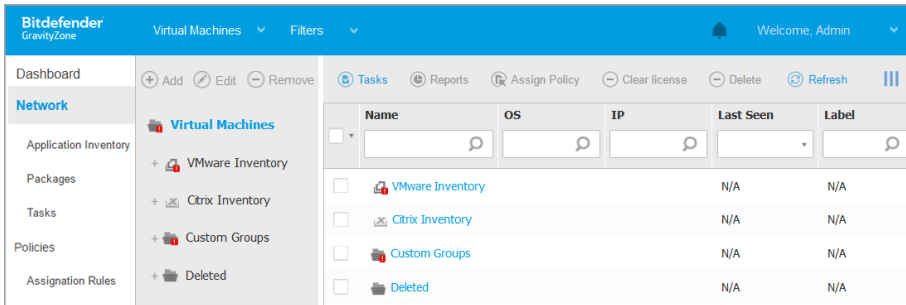 Bitdefender
GravityZone
Virtual Machines Filters Welcome, Admin
Dashboard
Network
Application Inventory
Packages
Tasks
Policies
Assignation Rules
Add Edit Remove
Virtual Machines
VMware Inventory
Citrix Inventory
Custom Groups
Deleted
Tasks Reports Assign Policy Clear license Delete Refresh
Name OS IP Last Seen Label
VMware Inventory N/A N/A
Citrix Inventory N/A N/A
Custom Groups N/A N/A
Deleted N/A N/A